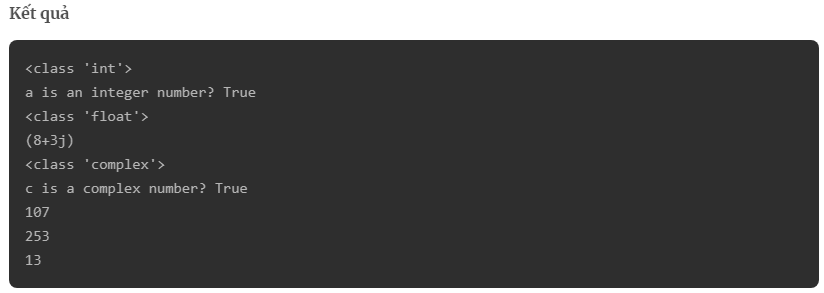 Kết quả
<class 'int'>
a is an integer number? True
<class 'float'>
(8+3j)
<class 'complex'>
c is a complex number? True
107
253
13